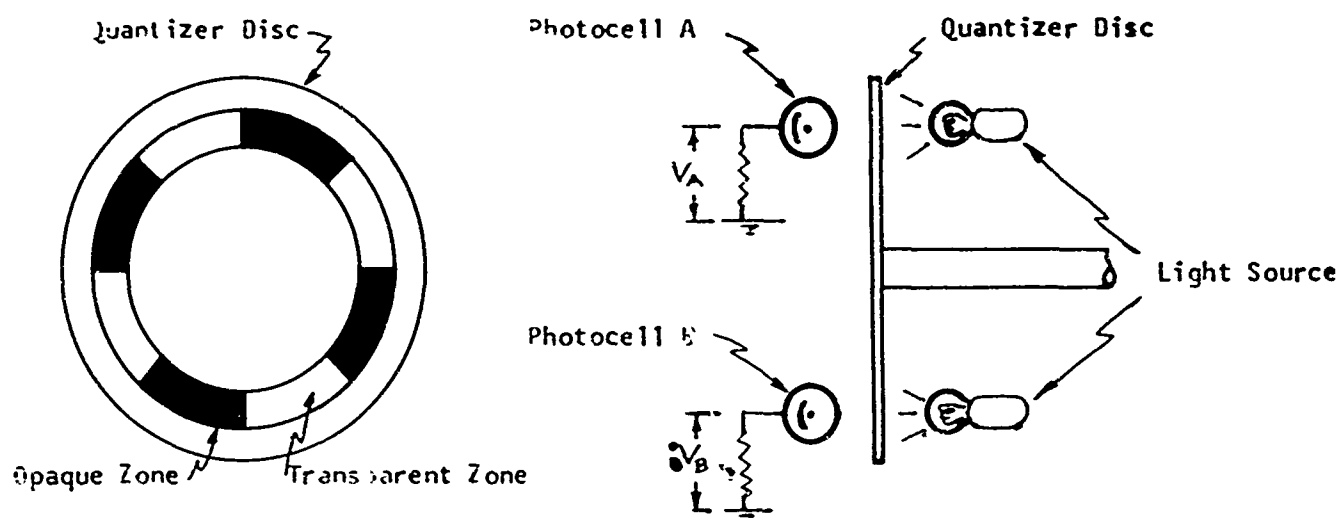 Quantizer Disc
Photocell A
Quantizer Disc
V_A
Light Source
Photocell B
V_B
Opaque Zone
Transparent Zone